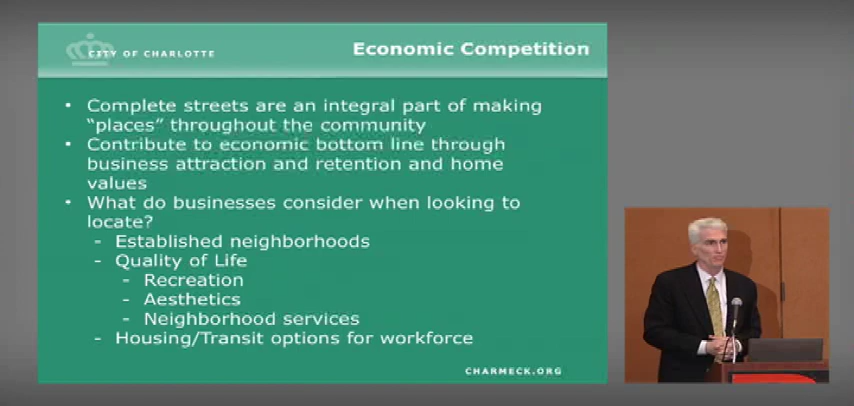 CITY OF CHARLOTTE
Economic Competition
• Complete streets are an integral part of making
“places” throughout the community
• Contribute to economic bottom line through
business attraction and retention and home
values
• What do businesses consider when looking to
locate?
- Established neighborhoods
- Quality of Life
- Recreation
- Aesthetics
- Neighborhood services
- Housing/Transit options for workforce
CHARMECK.ORG